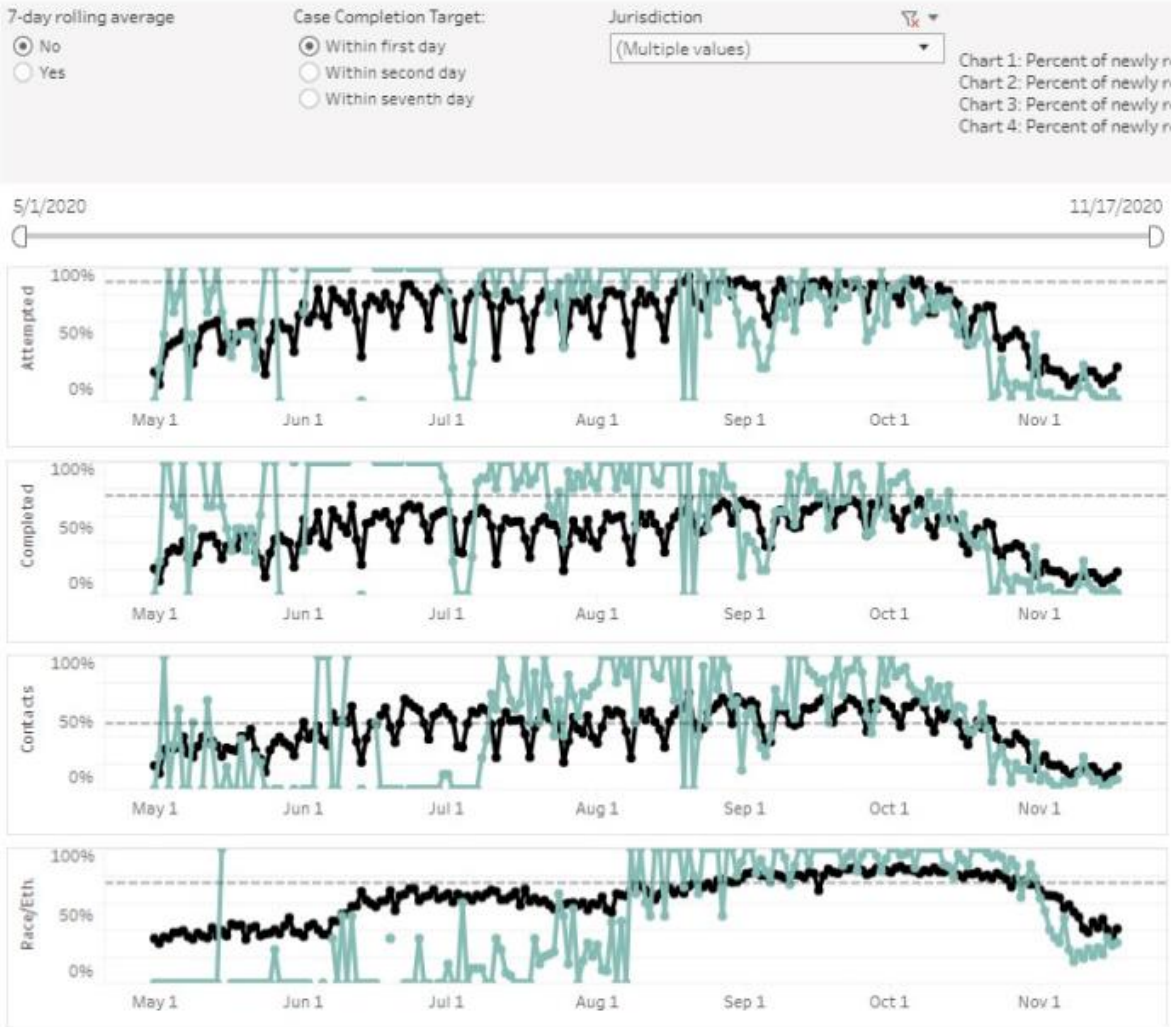 7-day rolling average
No
Yes
Case Completion Target:
Within first day
Within second day
Within seventh day
Jurisdiction
(Multiple values)
Chart 1: Percent of newly r
Chart 2: Percent of newly r
Chart 3: Percent of newly r
Chart 4: Percent of newly r
5/1/2020
11/17/2020
Attempted
100%
50%
0%
May 1 Jun 1 Jul 1 Aug 1 Sep 1 Oct 1 Nov 1
Completed
100%
50%
0%
May 1 Jun 1 Jul 1 Aug 1 Sep 1 Oct 1 Nov 1
Contacts
100%
50%
0%
May 1 Jun 1 Jul 1 Aug 1 Sep 1 Oct 1 Nov 1
Race/Eth
100%
50%
0%
May 1 Jun 1 Jul 1 Aug 1 Sep 1 Oct 1 Nov 1